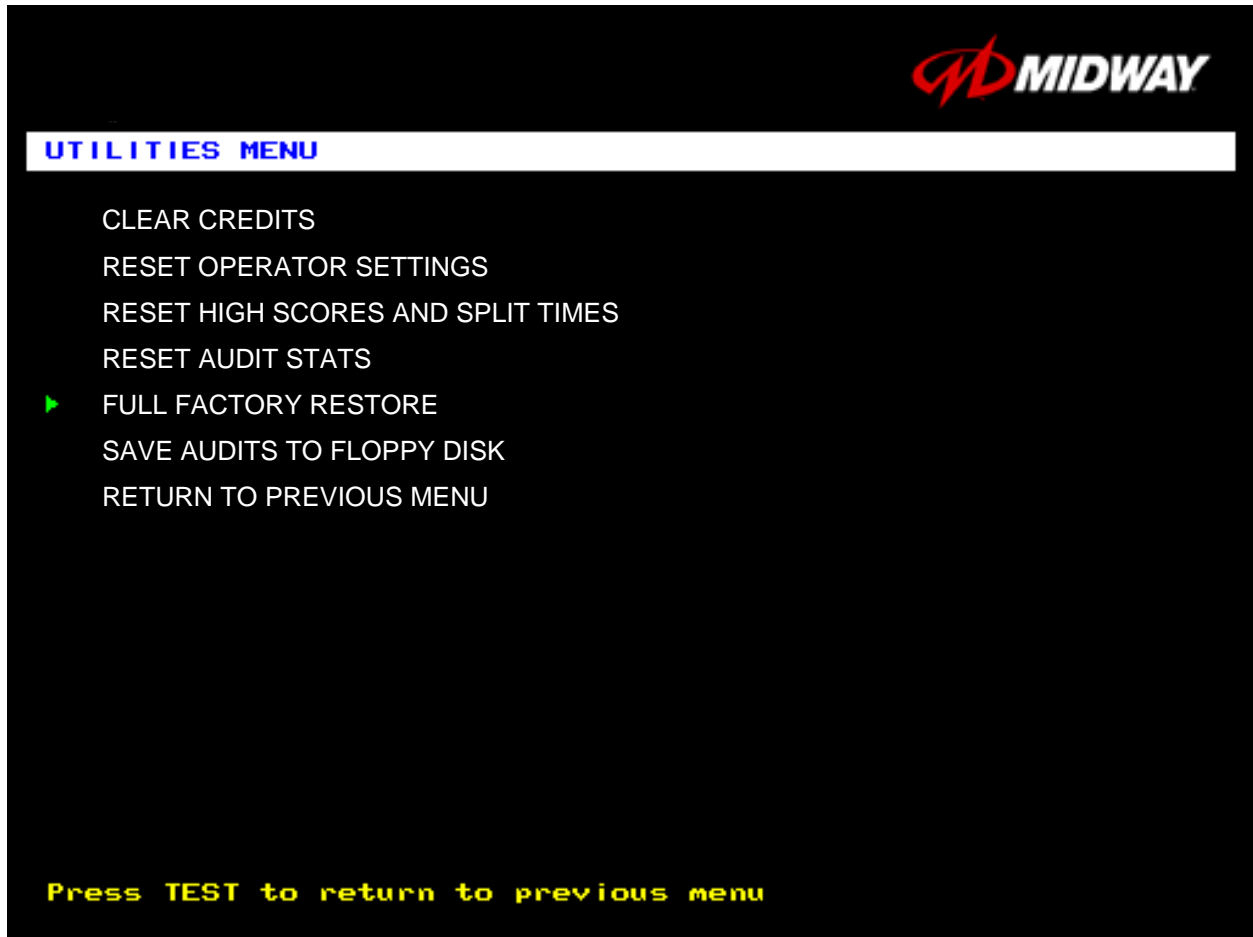 MIDWAY
UTILITIES MENU
CLEAR CREDITS
RESET OPERATOR SETTINGS
RESET HIGH SCORES AND SPLIT TIMES
RESET AUDIT STATS
FULL FACTORY RESTORE
SAVE AUDITS TO FLOPPY DISK
RETURN TO PREVIOUS MENU
Press TEST to return to previous menu